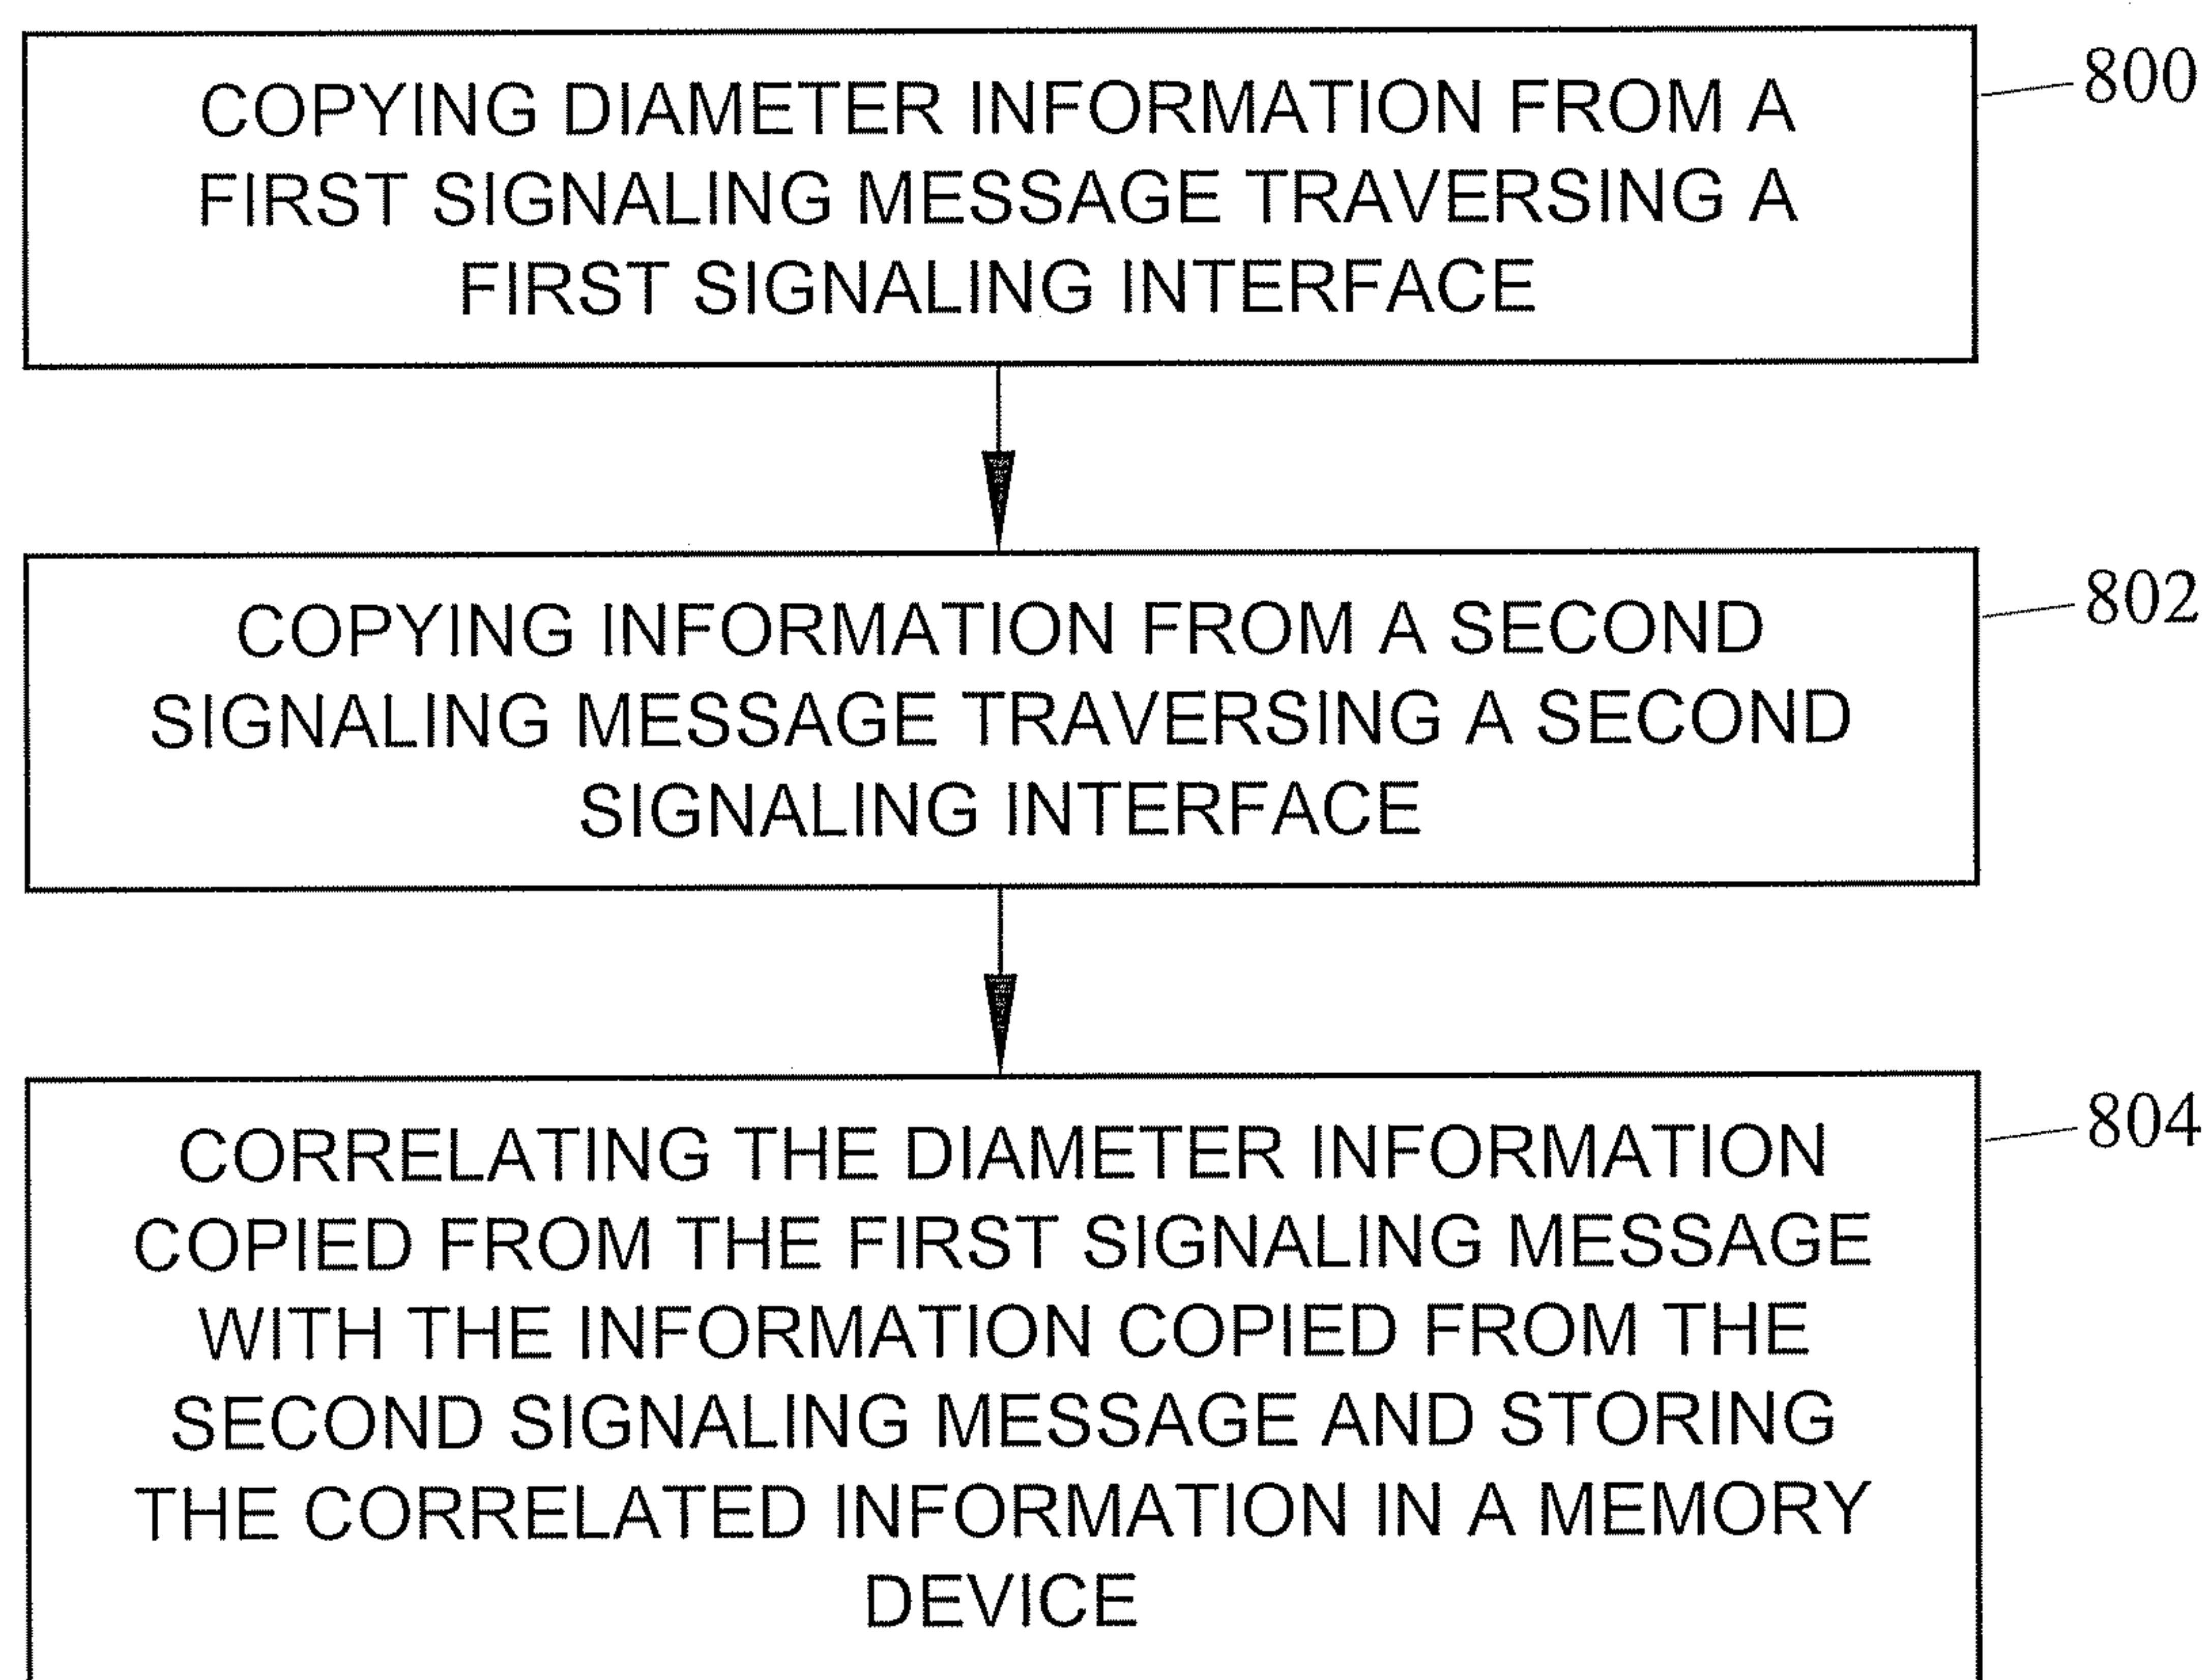 COPYING DIAMETER INFORMATION FROM A
FIRST SIGNALING MESSAGE TRAVERSING A
FIRST SIGNALING INTERFACE
800
COPYING INFORMATION FROM A SECOND
SIGNALING MESSAGE TRAVERSING A SECOND
SIGNALING INTERFACE
802
CORRELATING THE DIAMETER INFORMATION
COPIED FROM THE FIRST SIGNALING MESSAGE
WITH THE INFORMATION COPIED FROM THE
SECOND SIGNALING MESSAGE AND STORING
THE CORRELATED INFORMATION IN A MEMORY
DEVICE
804